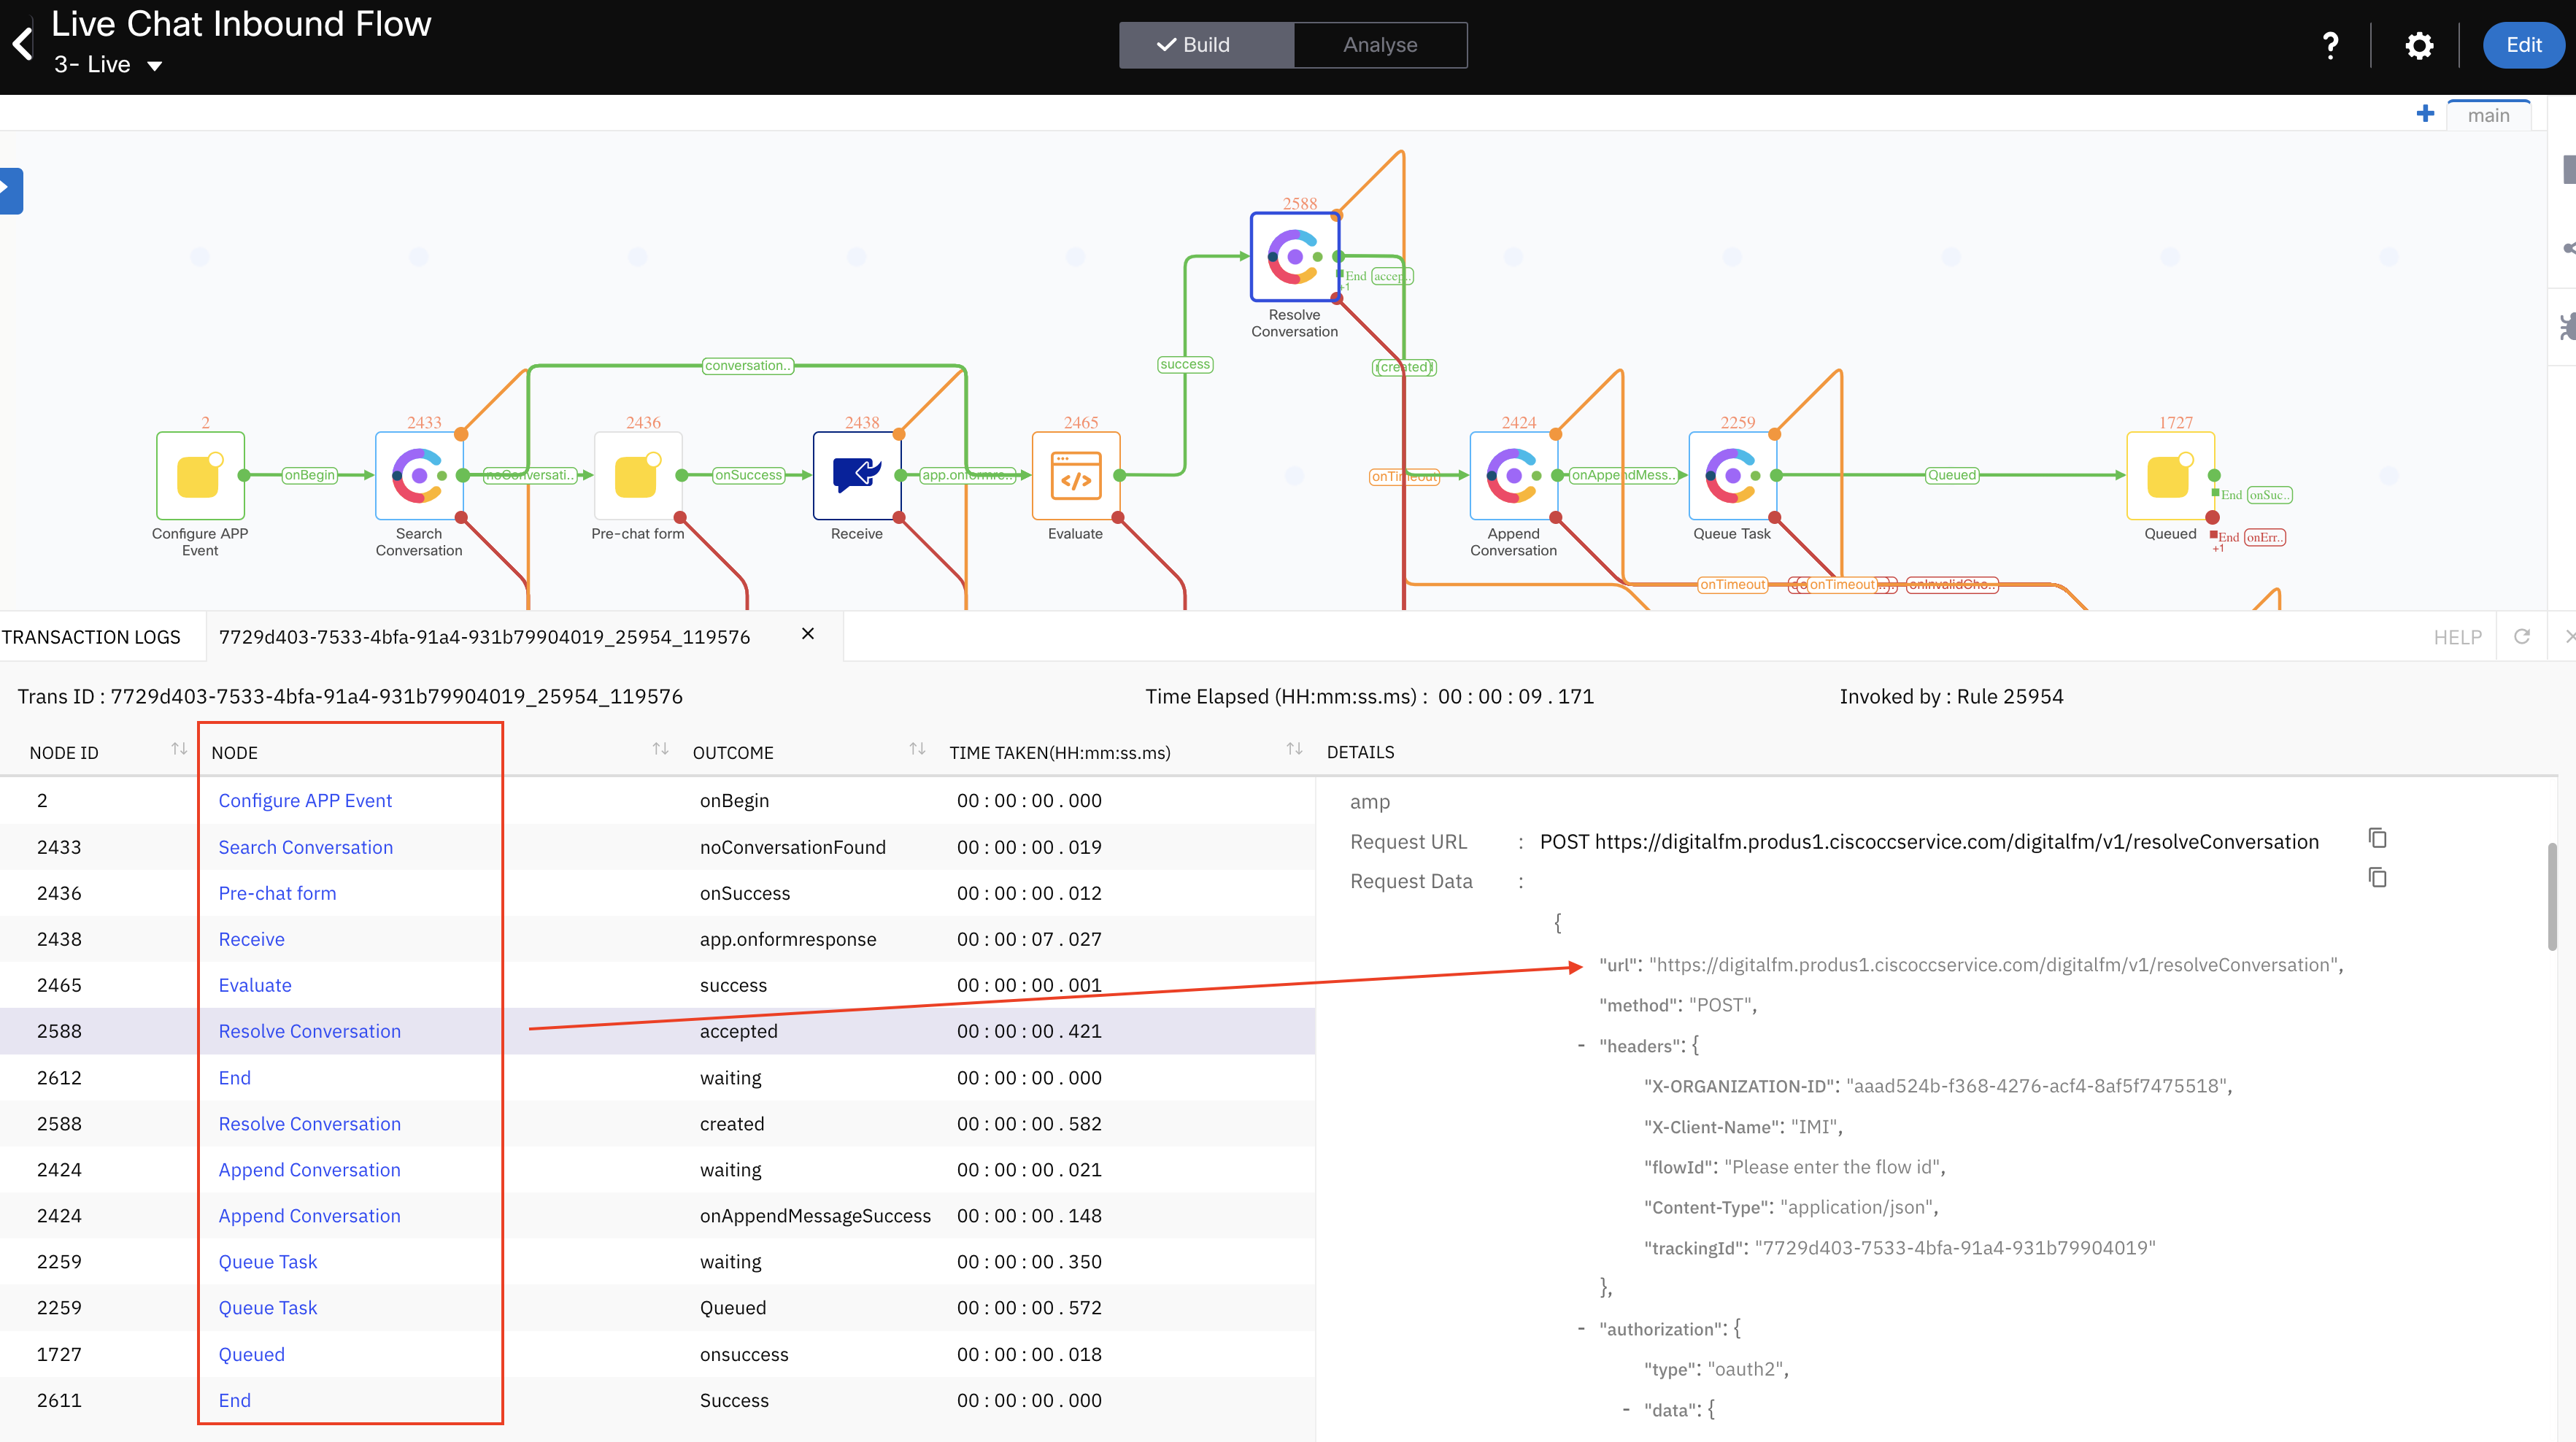 Live Chat Inbound Flow
3- Live
Build
Analyse
?
Edit
main
2588
End accep..
+1
Resolve
Conversation
conversation..
success
created
2
2433
2436
2438
2465
2424
2259
1727
onBegin
noConversati..
onSuccess
app.onformre..
onTimeout
onAppendMess..
Queued
End onSuc..
Configure APP
Event
Search
Conversation
Pre-chat form
Receive
Evaluate
Append
Conversation
Queue Task
Queued
End onErr..
+1
onTimeout
onTimeout
onInvalidCho..
TRANSACTION LOGS
7729d403-7533-4bfa-91a4-931b79904019_25954_119576
HELP
Trans ID : 7729d403-7533-4bfa-91a4-931b79904019_25954_119576
Time Elapsed (HH:mm:ss.ms) : 00 : 00 : 09 . 171
Invoked by : Rule 25954
NODE ID NODE OUTCOME TIME TAKEN(HH:mm:ss.ms) DETAILS
2 Configure APP Event onBegin 00 : 00 : 00 . 000
2433 Search Conversation noConversationFound 00 : 00 : 00 . 019
2436 Pre-chat form onSuccess 00 : 00 : 00 . 012
2438 Receive app.onformresponse 00 : 00 : 07 . 027
2465 Evaluate success 00 : 00 : 00 . 001
2588 Resolve Conversation accepted 00 : 00 : 00 . 421
2612 End waiting 00 : 00 : 00 . 000
2588 Resolve Conversation created 00 : 00 : 00 . 582
2424 Append Conversation waiting 00 : 00 : 00 . 021
2424 Append Conversation onAppendMessageSuccess 00 : 00 : 00 . 148
2259 Queue Task waiting 00 : 00 : 00 . 350
2259 Queue Task Queued 00 : 00 : 00 . 572
1727 Queued onsuccess 00 : 00 : 00 . 018
2611 End Success 00 : 00 : 00 . 000
amp
Request URL : POST https://digitalfm.produs1.ciscoccservice.com/digitalfm/v1/resolveConversation
Request Data :
{
"url": "https://digitalfm.produs1.ciscoccservice.com/digitalfm/v1/resolveConversation",
"method": "POST",
- "headers": {
"X-ORGANIZATION-ID": "aaad524b-f368-4276-acf4-8af5f7475518",
"X-Client-Name": "IMI",
"flowId": "Please enter the flow id",
"Content-Type": "application/json",
"trackingId": "7729d403-7533-4bfa-91a4-931b79904019"
},
- "authorization": {
"type": "oauth2",
- "data": {